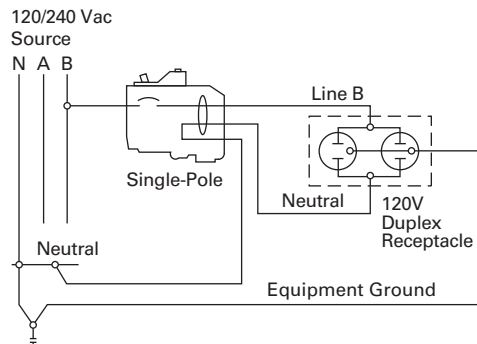 120/240 Vac
Source
N A B
Line B
Single-Pole
Neutral
120V
Duplex
Receptacle
Neutral
Equipment Ground